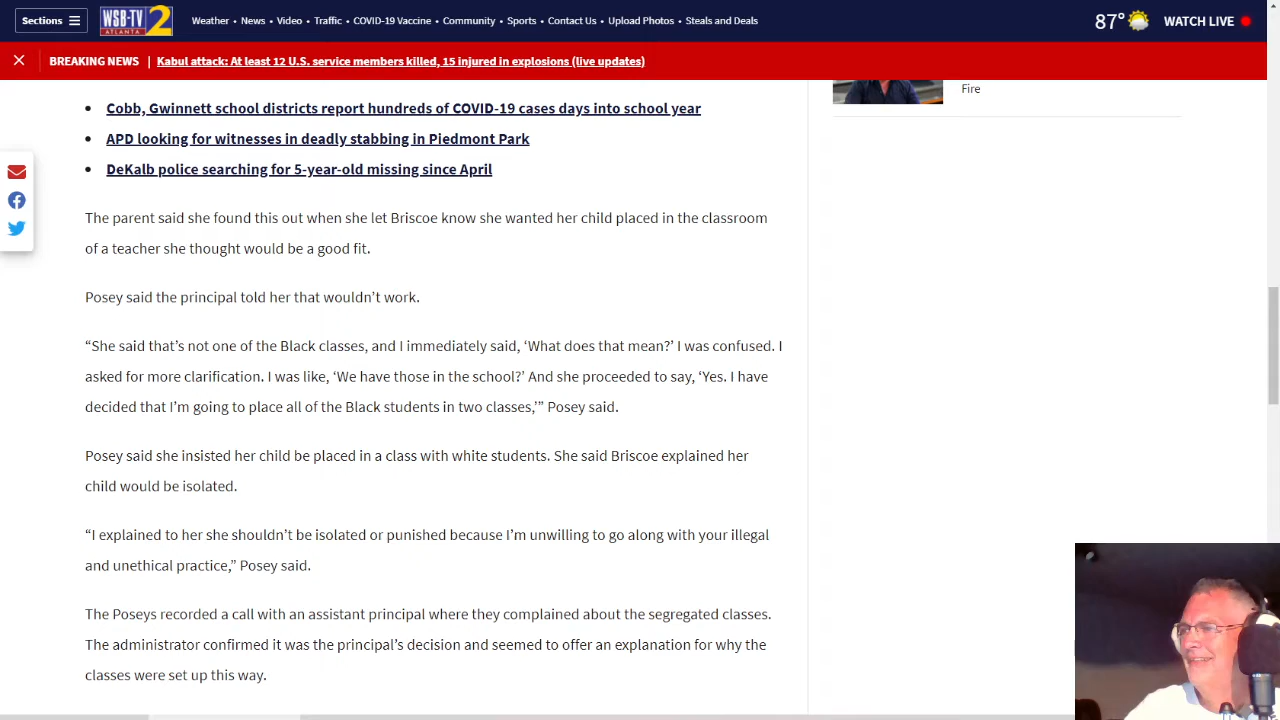 Sections
WSB-TV 2
ATLANTA
Weather • News • Video • Traffic • COVID-19 Vaccine • Community • Sports • Contact Us • Upload Photos • Steals and Deals
87°
WATCH LIVE
BREAKING NEWS | Kabul attack: At least 12 U.S. service members killed, 15 injured in explosions (live updates)
Fire
• Cobb, Gwinnett school districts report hundreds of COVID-19 cases days into school year
• APD looking for witnesses in deadly stabbing in Piedmont Park
• DeKalb police searching for 5-year-old missing since April
The parent said she found this out when she let Briscoe know she wanted her child placed in the classroom
of a teacher she thought would be a good fit.
Posey said the principal told her that wouldn’t work.
“She said that’s not one of the Black classes, and I immediately said, ‘What does that mean?’ I was confused. I
asked for more clarification. I was like, ‘We have those in the school?’ And she proceeded to say, ‘Yes. I have
decided that I’m going to place all of the Black students in two classes,’” Posey said.
Posey said she insisted her child be placed in a class with white students. She said Briscoe explained her
child would be isolated.
“I explained to her she shouldn’t be isolated or punished because I’m unwilling to go along with your illegal
and unethical practice,” Posey said.
The Poseys recorded a call with an assistant principal where they complained about the segregated classes.
The administrator confirmed it was the principal’s decision and seemed to offer an explanation for why the
classes were set up this way.